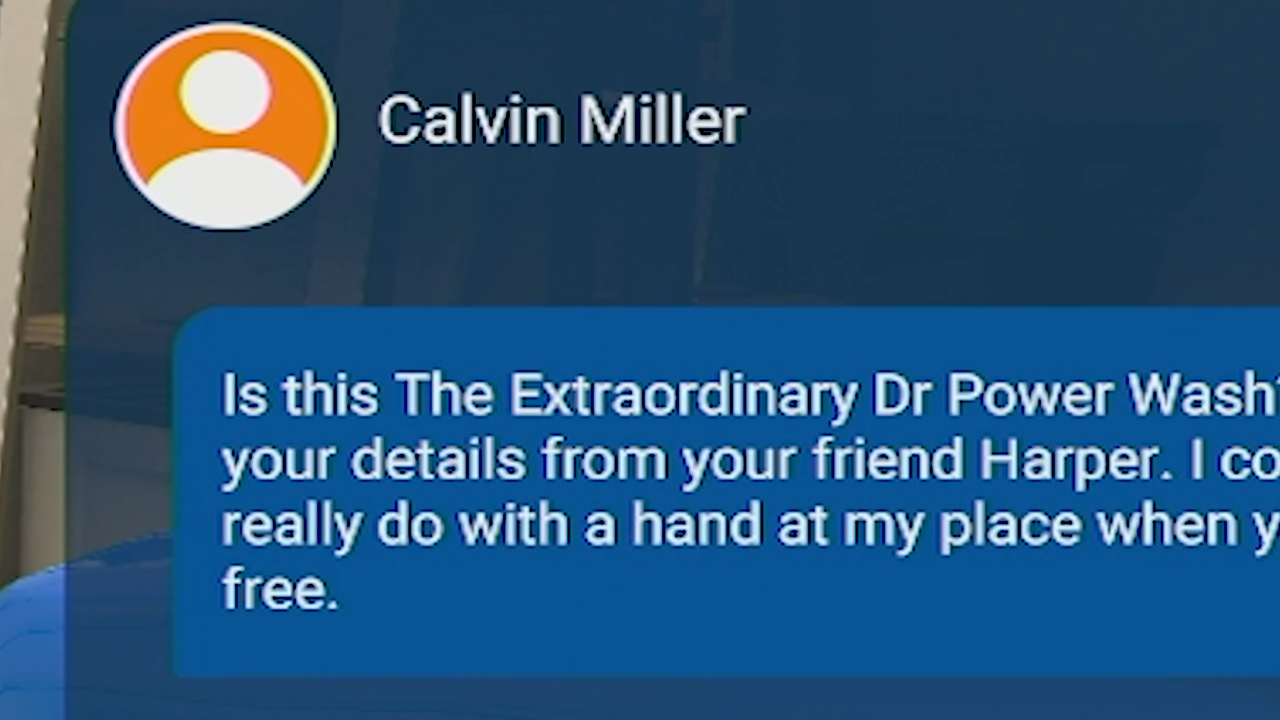 Calvin Miller
Is this The Extraordinary Dr Power Wash?
your details from your friend Harper. I
really do with a hand at my place when
free.